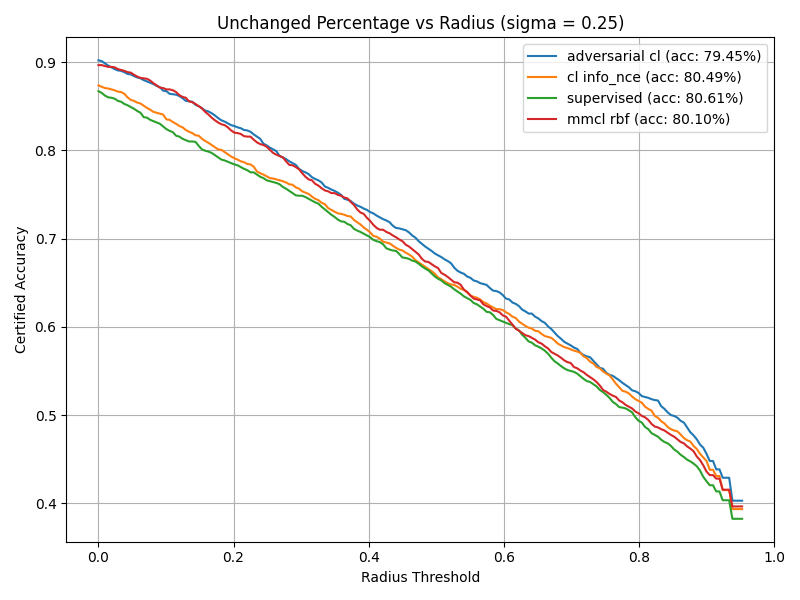 Unchanged Percentage vs Radius (sigma = 0.25)
adversarial cl (acc: 79.45%)
cl info_nce (acc: 80.49%)
supervised (acc: 80.61%)
mmcl rbf (acc: 80.10%)
Certified Accuracy
0.9
0.8
0.7
0.6
0.5
0.4
0.0 0.2 0.4 0.6 0.8 1.0
Radius Threshold